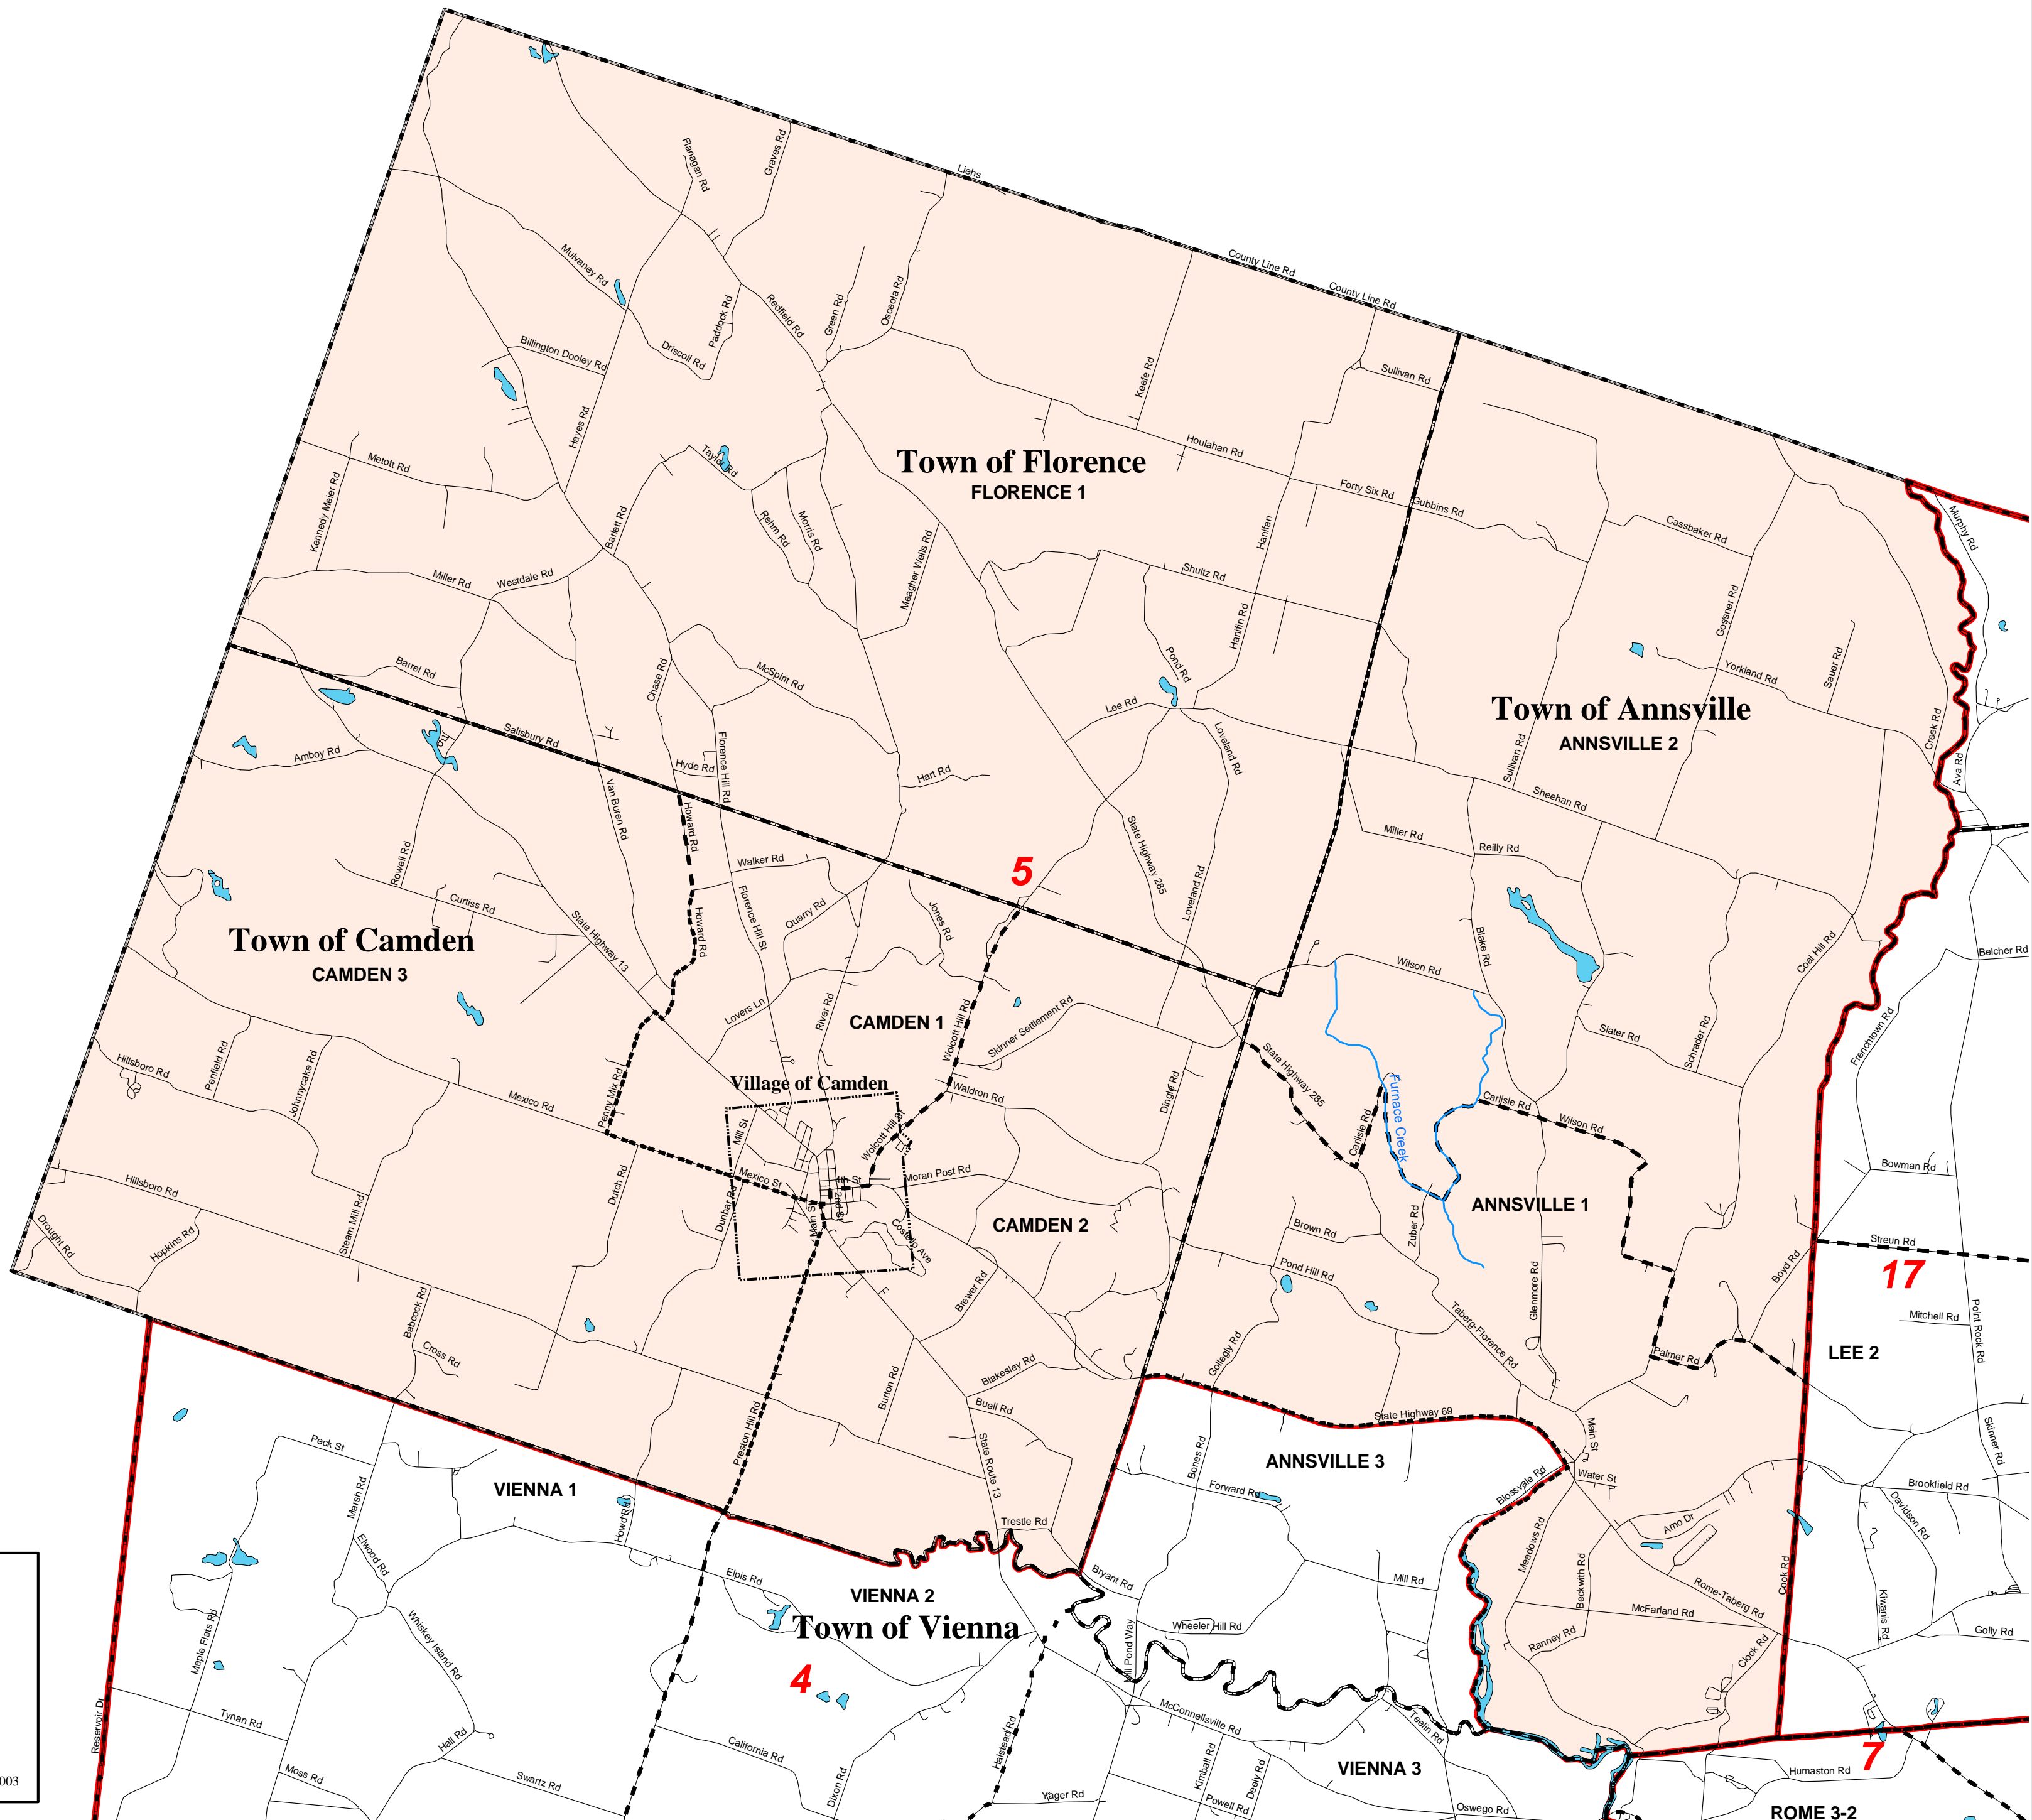 Liehs
County Line Rd
County Line Rd
Flanagan Rd
Graves Rd
Mulvaney Rd
Paddock Rd
Redfield Rd
Green Rd
Osceola Rd
Driscoll Rd
Billington Dooley Rd
Hayes Rd
Keefe Rd
Sullivan Rd
Houlahan Rd
Forty Six Rd
Gubbins Rd
Cassbaker Rd
Murphy Rd
Metott Rd
Kennedy Meier Rd
Taylor Rd
Town of Florence
FLORENCE 1
Barlett Rd
Rehm Rd
Morris Rd
Meagher Wells Rd
Hanifan
Shultz Rd
Hanifin Rd
Gossner Rd
Miller Rd
Westdale Rd
Pond Rd
Yorkland Rd
Sauer Rd
Barrel Rd
Chase Rd
McSpirit Rd
Lee Rd
Loveland Rd
Town of Annsville
ANNSVILLE 2
Creek Rd
Ava Rd
Sullivan Rd
Salisbury Rd
Amboy Rd
Hyde Rd
Florence Hill Rd
Hart Rd
Van Buren Rd
Howard Rd
State Highway 285
Sheehan Rd
Miller Rd
Reilly Rd
5
Rowell Rd
Walker Rd
Loveland Rd
Curtiss Rd
Florence Hill St
Quarry Rd
Jones Rd
State Highway 13
Howard Rd
Town of Camden
CAMDEN 3
Blake Rd
Wilson Rd
Coal Hill Rd
Belcher Rd
Lovers Ln
River Rd
CAMDEN 1
Wolcott Hill Rd
Skinner Settlement Rd
Slater Rd
Schrader Rd
Frenchtown Rd
Hillsboro Rd
Penfield Rd
Johnnycake Rd
Mexico Rd
Penny Mix Rd
Village of Camden
Waldron Rd
Dingle Rd
State Highway 285
Carlisle Rd
Furnace Creek
Carlisle Rd
Wilson Rd
Mill St
Wolcott Hill St
Mexico St
4th St
2nd St
Main St
Moran Post Rd
Bowman Rd
Hillsboro Rd
Dutch Rd
Dunbar Rd
Costello Ave
CAMDEN 2
ANNSVILLE 1
Brown Rd
Zuber Rd
Streun Rd
Drought Rd
Hopkins Rd
Steam Mill Rd
Pond Hill Rd
Glenmore Rd
Boyd Rd
17
Babcock Rd
Brewer Rd
Taberg-Florence Rd
Mitchell Rd
Point Rock Rd
Cross Rd
Burton Rd
Blakesley Rd
Gollegly Rd
Palmer Rd
LEE 2
Buell Rd
State Highway 69
Main St
Skinner Rd
Peck St
Preston Hill Rd
State Route 13
Bones Rd
ANNSVILLE 3
Water St
Blossvale Rd
Brookfield Rd
Marsh Rd
VIENNA 1
Forward Rd
Davidson Rd
Howd Rd
Trestle Rd
Arno Dr
Meadows Rd
Elwood Rd
Elpis Rd
Bryant Rd
Mill Rd
Beckwith Rd
Rome-Taberg Rd
Cook Rd
Kiwanis Rd
VIENNA 2
Town of Vienna
Maple Flats Rd
Whiskey Island Rd
Wheeler Hill Rd
McFarland Rd
Golly Rd
Ranney Rd
Clock Rd
4
Mill Pond Way
Reservoir Dr
Tynan Rd
Hall Rd
California Rd
Halstead Rd
McConnellsville Rd
Teelin Rd
7
Moss Rd
Swartz Rd
Dixon Rd
Yager Rd
Kimball Rd
Deely Rd
Powell Rd
VIENNA 3
Oswego Rd
Humaston Rd
ROME 3-2
003